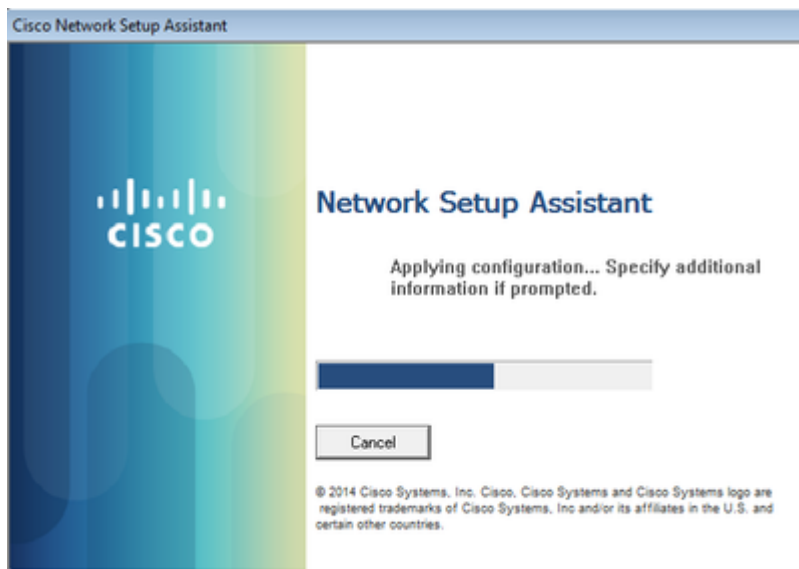 Cisco Network Setup Assistant
CISCO
Network Setup Assistant
Applying configuration... Specify additional
information if prompted.
Cancel
© 2014 Cisco Systems, Inc. Cisco, Cisco Systems and Cisco Systems logo are
registered trademarks of Cisco Systems, Inc and/or its affiliates in the U.S. and
certain other countries.